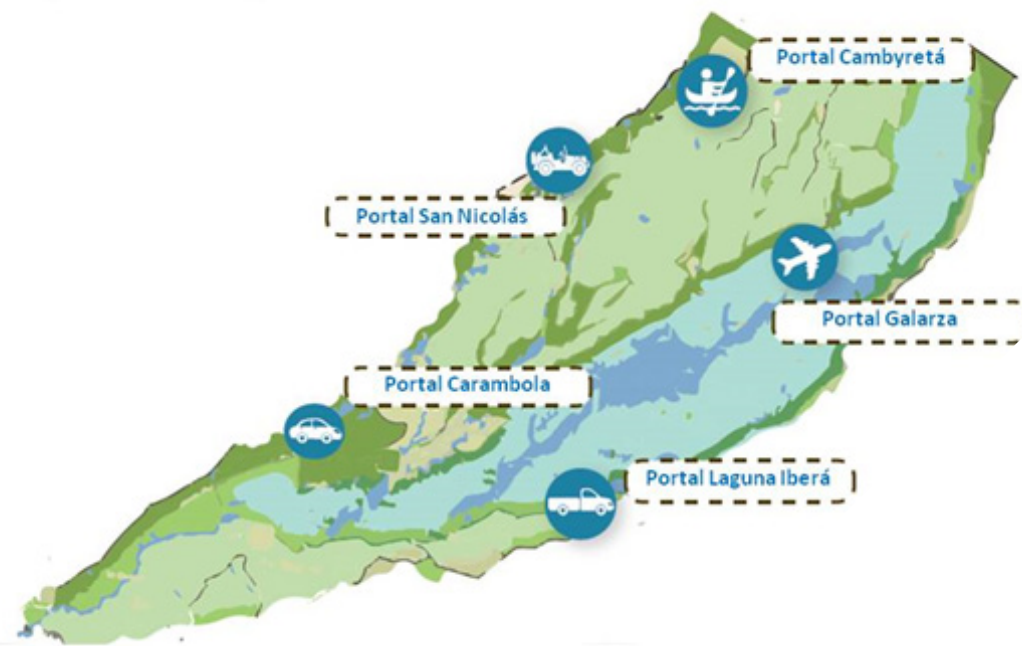 Portal Cambyretá
Portal San Nicolás
Portal Galarza
Portal Carambola
Portal Laguna Iberá